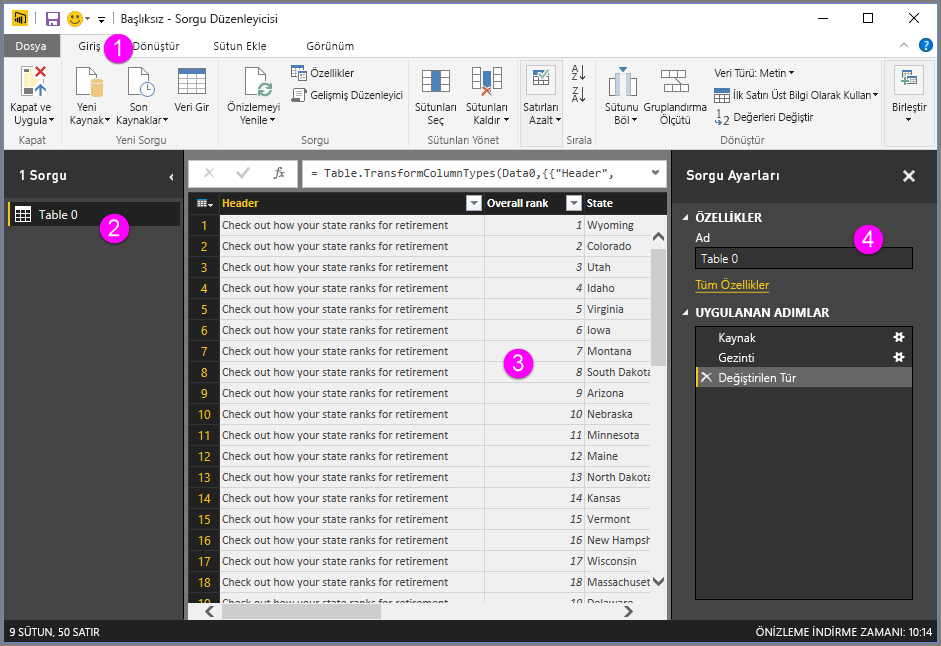 Başlıksız - Sorgu Düzenleyicisi
Dosya Giriş Dönüştür Sütun Ekle Görünüm
1
Kapat ve Uygula
Kapat
Yeni Kaynak
Son Kaynaklar
Veri Gir
Yeni Sorgu
Önizlemeyi Yenile
Özellikler
Gelişmiş Düzenleyici
Sorgu
Sütunları Seç
Sütunları Kaldır
Sütunları Yönet
Satırları Azalt
A
Z
Z
A
Sırala
Sütunu Böl
Gruplandırma Ölçütü
Veri Türü: Metin
İlk Satırı Üst Bilgi Olarak Kullan
1
2
Değerleri Değiştir
Dönüştür
Birleştir
1 Sorgu
Table 0
2
fx
= Table.TransformColumnTypes(Data0,{{"Header",
Header Overall rank State
1 Check out how your state ranks for retirement 1 Wyoming
2 Check out how your state ranks for retirement 2 Colorado
3 Check out how your state ranks for retirement 3 Utah
4 Check out how your state ranks for retirement 4 Idaho
5 Check out how your state ranks for retirement 5 Virginia
6 Check out how your state ranks for retirement 6 Iowa
7 Check out how your state ranks for retirement 7 Montana
8 Check out how your state ranks for retirement 8 South Dakota
9 Check out how your state ranks for retirement 9 Arizona
10 Check out how your state ranks for retirement 10 Nebraska
11 Check out how your state ranks for retirement 11 Minnesota
12 Check out how your state ranks for retirement 12 Maine
13 Check out how your state ranks for retirement 13 North Dakota
14 Check out how your state ranks for retirement 14 Kansas
15 Check out how your state ranks for retirement 15 Vermont
16 Check out how your state ranks for retirement 16 New Hampsh
17 Check out how your state ranks for retirement 17 Wisconsin
18 Check out how your state ranks for retirement 18 Massachuset
19 Check out how your state ranks for retirement 19 Delaware
3
Sorgu Ayarları
ÖZELLİKLER
4
Ad
Table 0
Tüm Özellikler
UYGULANAN ADIMLAR
Kaynak
Gezinti
Değiştirilen Tür
9 SÜTUN, 50 SATIR
ÖNİZLEME İNDİRME ZAMANI: 10:14